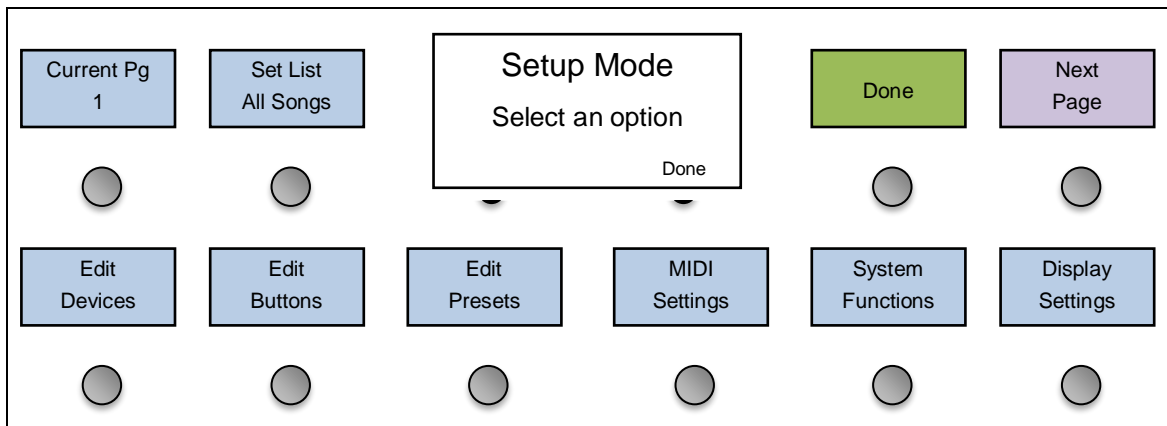 Current Pg
1
Set List
All Songs
Setup Mode
Select an option
Done
Done
Next
Page
Edit
Devices
Edit
Buttons
Edit
Presets
MIDI
Settings
System
Functions
Display
Settings